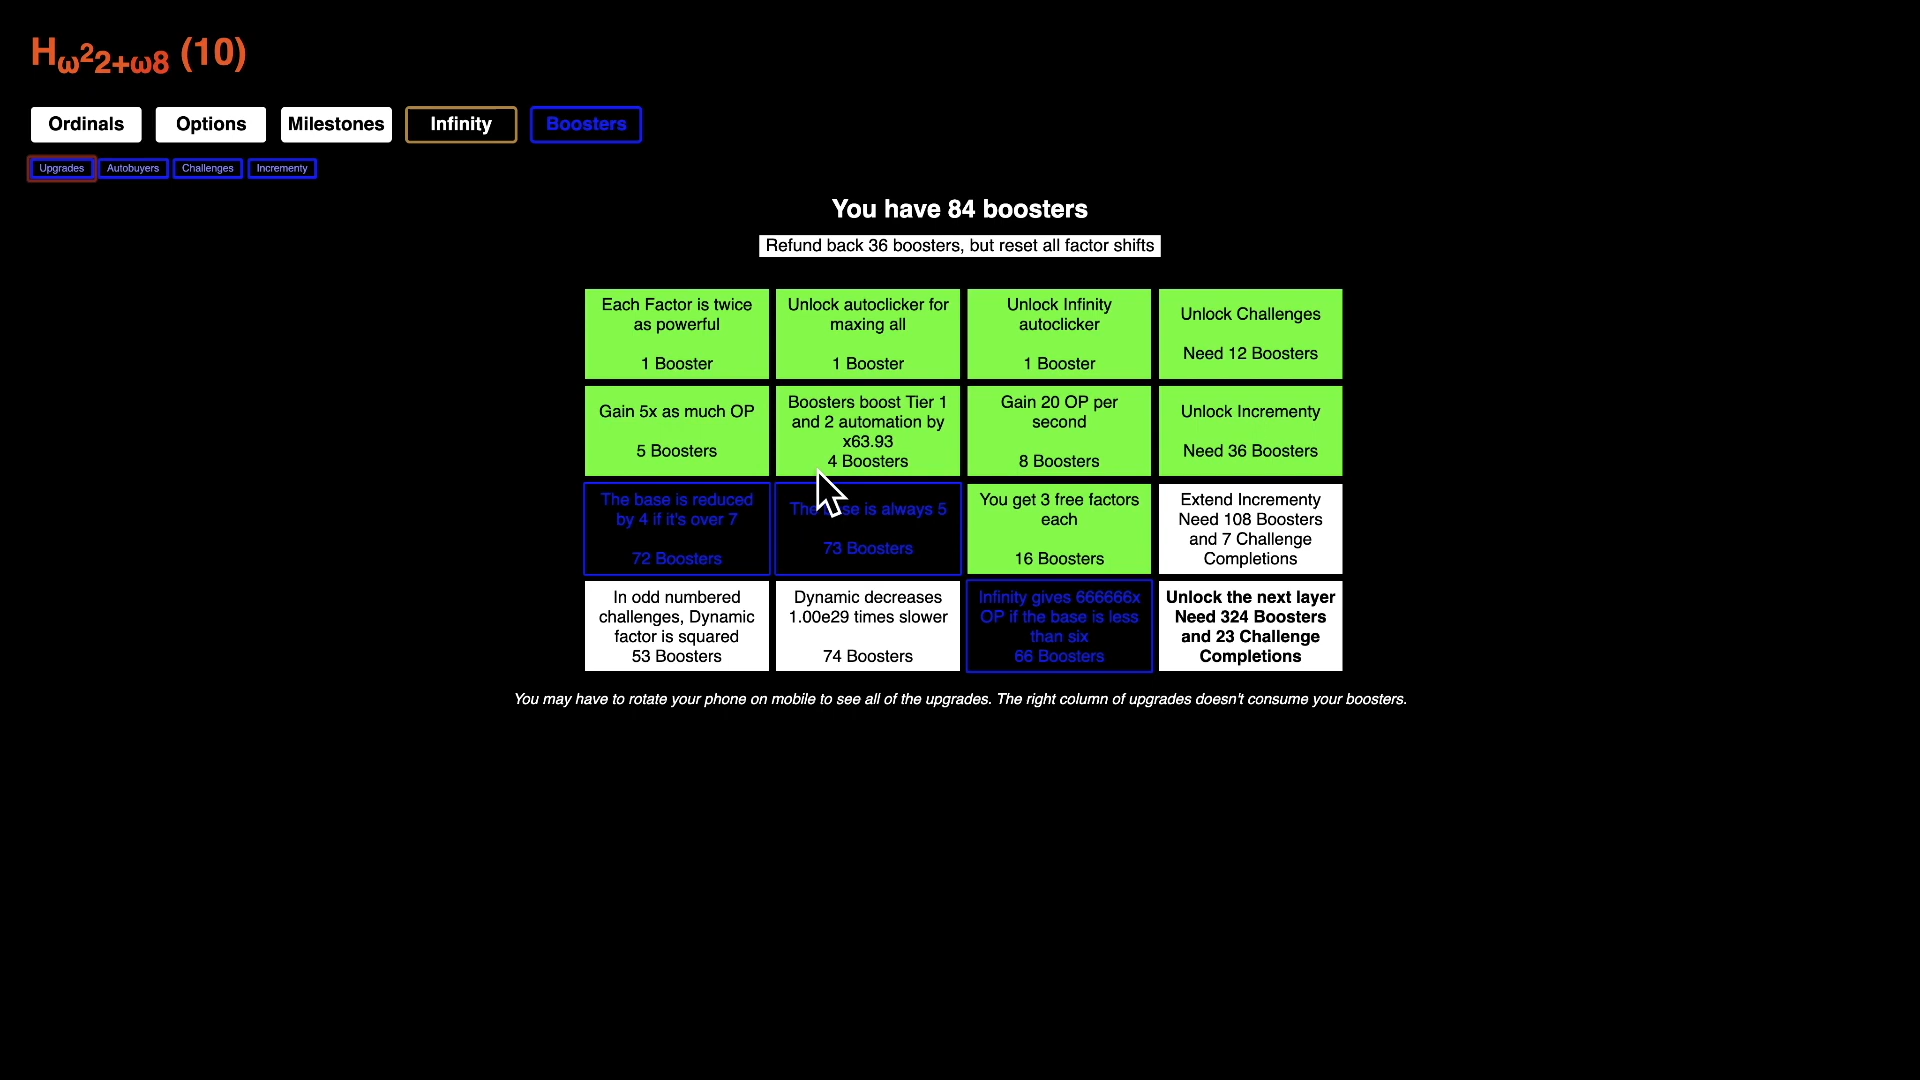 Hω²2+ω8 (10)
Ordinals Options Milestones Infinity Boosters
Upgrades Autobuyers Challenges Incrementy
You have 84 boosters
Refund back 36 boosters, but reset all factor shifts
Each Factor is twice
as powerful
1 Booster
Unlock autoclicker for
maxing all
1 Booster
Unlock Infinity
autoclicker
1 Booster
Unlock Challenges
Need 12 Boosters
Gain 5x as much OP
5 Boosters
Boosters boost Tier 1
and 2 automation by
x63.93
4 Boosters
Gain 20 OP per
second
8 Boosters
Unlock Incrementy
Need 36 Boosters
The base is reduced
by 4 if it's over 7
72 Boosters
The base is always 5
73 Boosters
You get 3 free factors
each
16 Boosters
Extend Incrementy
Need 108 Boosters
and 7 Challenge
Completions
In odd numbered
challenges, Dynamic
factor is squared
53 Boosters
Dynamic decreases
1.00e29 times slower
74 Boosters
Infinity gives 666666x
OP if the base is less
than six
66 Boosters
Unlock the next layer
Need 324 Boosters
and 23 Challenge
Completions
You may have to rotate your phone on mobile to see all of the upgrades. The right column of upgrades doesn't consume your boosters.